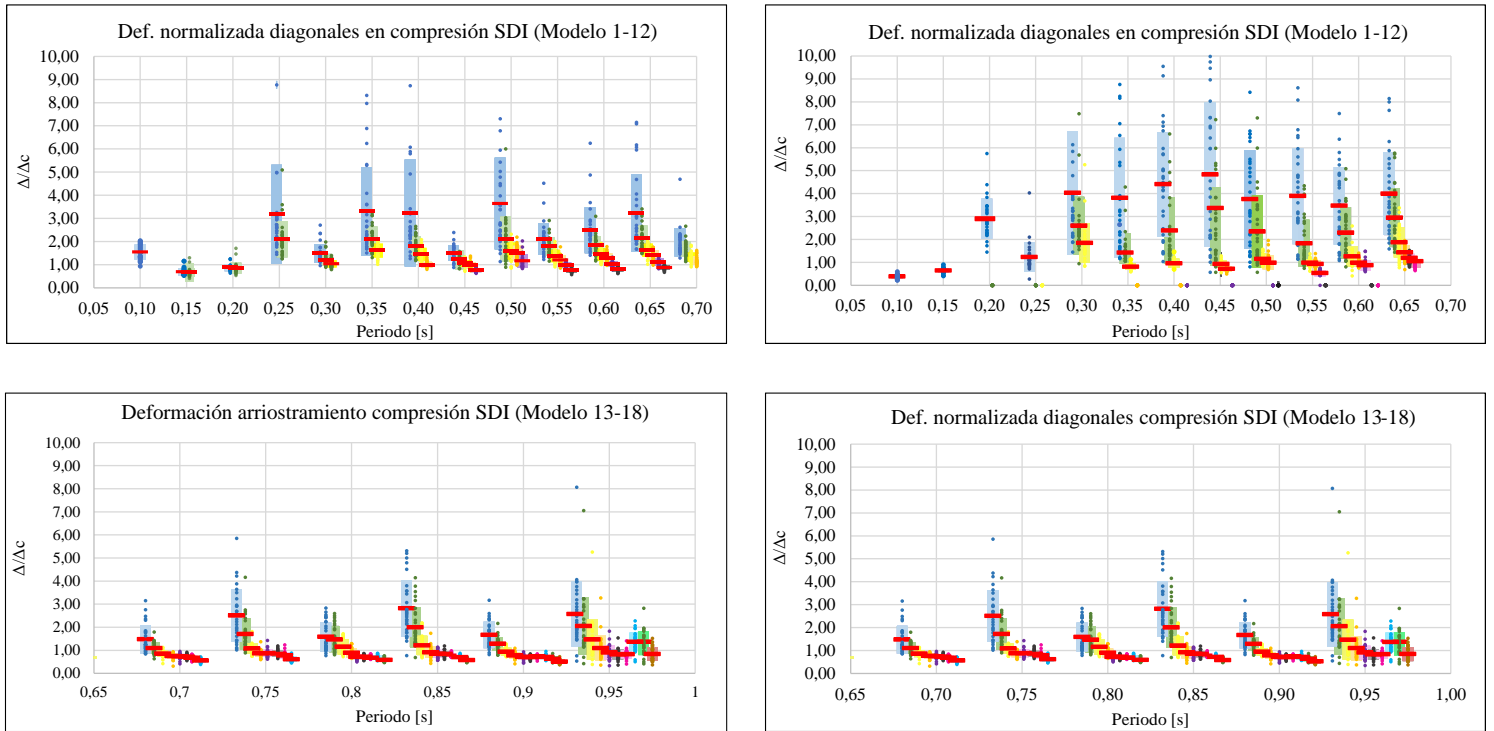 Def. normalizada diagonales en compresión SDI (Modelo 1-12)
10,00
9,00
8,00
7,00
6,00
5,00
4,00
3,00
2,00
1,00
0,00
Δ/Δc
0,05 0,10 0,15 0,20 0,25 0,30 0,35 0,40 0,45 0,50 0,55 0,60 0,65 0,70
Periodo [s]
Def. normalizada diagonales en compresión SDI (Modelo 1-12)
10,00
9,00
8,00
7,00
6,00
5,00
4,00
3,00
2,00
1,00
0,00
Δ/Δc
0,05 0,10 0,15 0,20 0,25 0,30 0,35 0,40 0,45 0,50 0,55 0,60 0,65 0,70
Periodo [s]
Deformación arriostramiento compresión SDI (Modelo 13-18)
10,00
9,00
8,00
7,00
6,00
5,00
4,00
3,00
2,00
1,00
0,00
Δ/Δc
0,65 0,7 0,75 0,8 0,85 0,9 0,95 1
Periodo [s]
Def. normalizada diagonales compresión SDI (Modelo 13-18)
10,00
9,00
8,00
7,00
6,00
5,00
4,00
3,00
2,00
1,00
0,00
Δ/Δc
0,65 0,70 0,75 0,80 0,85 0,90 0,95 1,00
Periodo [s]